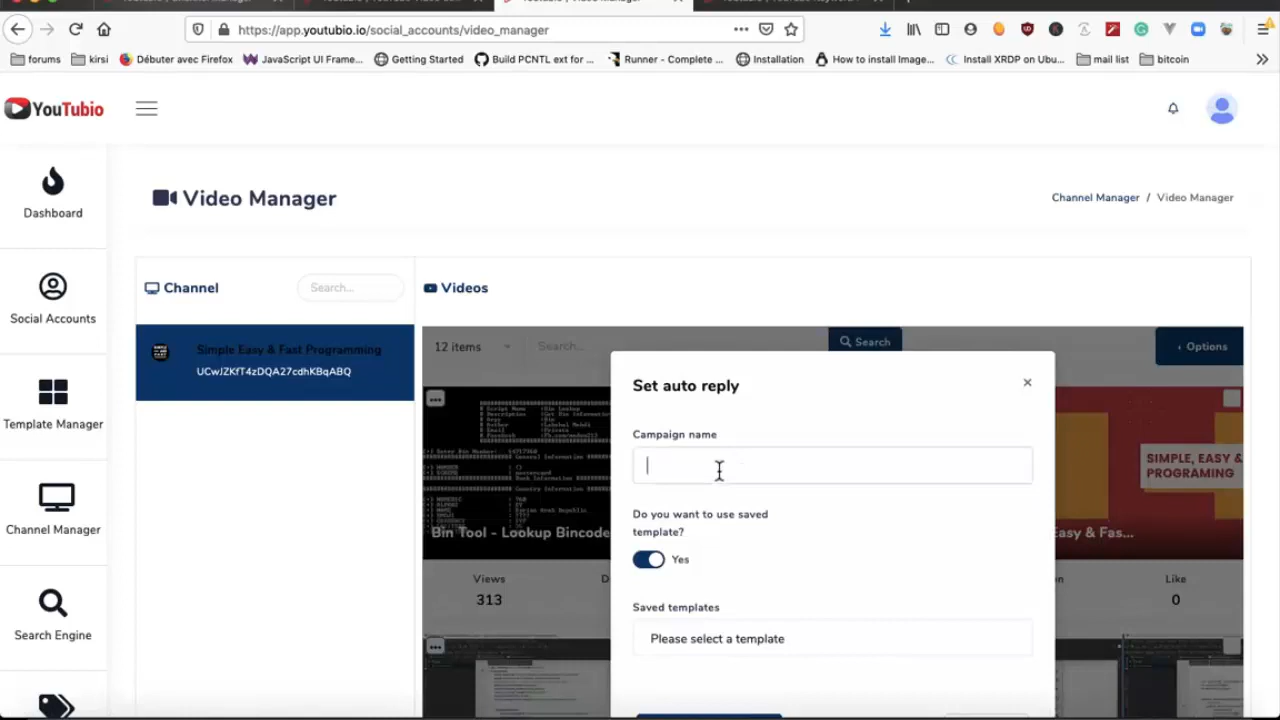 https://app.youtubio.io/social_accounts/video_manager
forums
kirsi
Débuter avec Firefox
JavaScript UI Frame...
Getting Started
Build PCNTL ext for ...
Runner - Complete ...
Installation
How to install Image...
Install XRDP on Ubu...
mail list
bitcoin
YouTubio
Dashboard
Social Accounts
Template Manager
Channel Manager
Search Engine
Video Manager
Channel Manager / Video Manager
Channel
Search...
Simple Easy & Fast Programming
UCwJZKfT4zDQA27cdhKBqABQ
Videos
12 items
Search...
Search
‹ Options
Bin Tool - Lookup Bincode
Views
313
SIMPLE, EASY &
PROGRAMING
Easy & Fas...
Like
0
Set auto reply
×
Campaign name
Do you want to use saved
template?
Yes
Saved templates
Please select a template